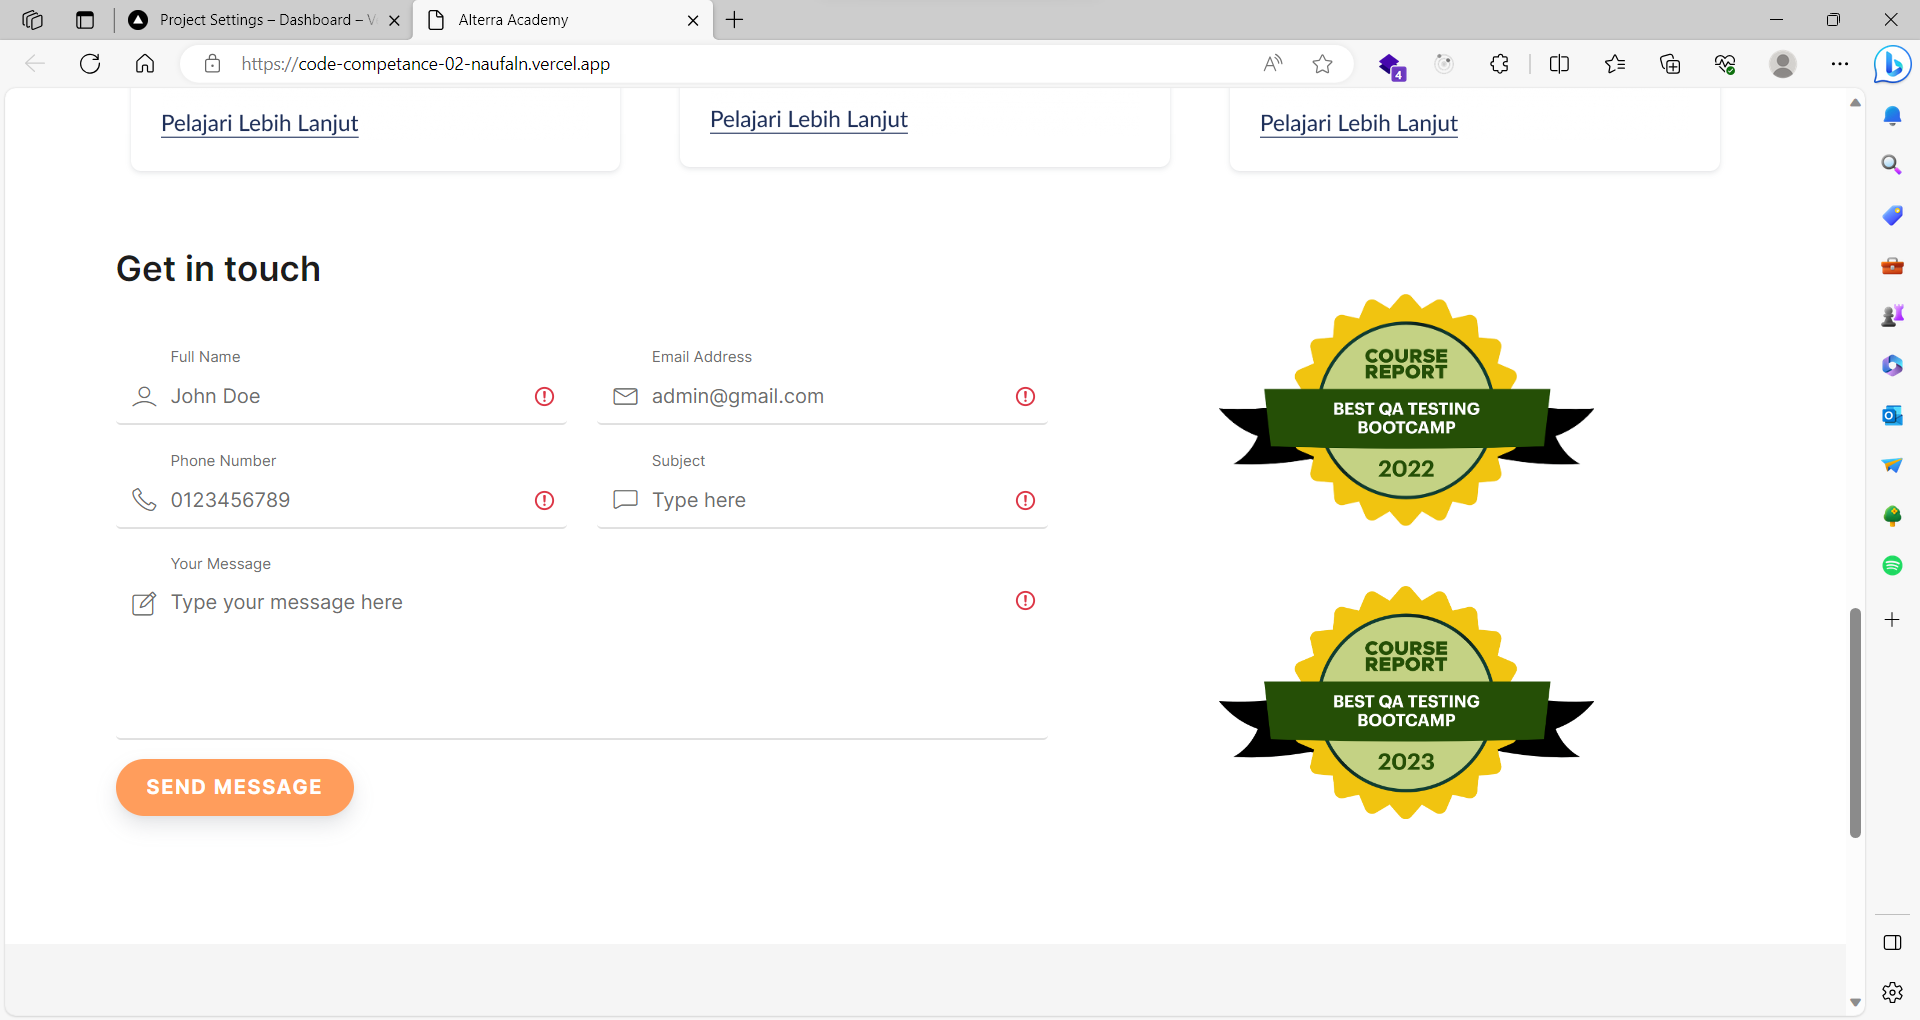 Project Settings – Dashboard – V
Alterra Academy
https://code-competance-02-naufaln.vercel.app
4
Pelajari Lebih Lanjut
Pelajari Lebih Lanjut
Pelajari Lebih Lanjut
Get in touch
Full Name
John Doe
Email Address
admin@gmail.com
Phone Number
0123456789
Subject
Type here
Your Message
Type your message here
SEND MESSAGE
COURSE
REPORT
BEST QA TESTING
BOOTCAMP
2022
COURSE
REPORT
BEST QA TESTING
BOOTCAMP
2023